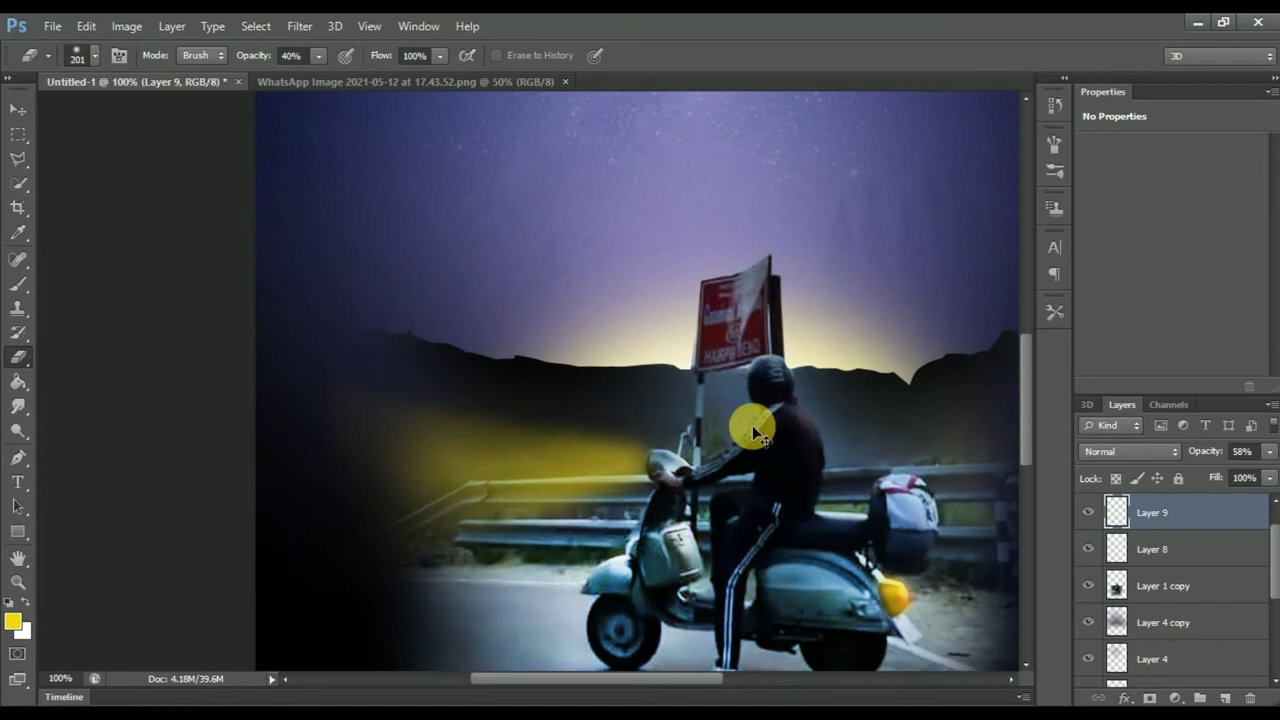 Ps File Edit Image Layer Type Select Filter 3D View Window Help
201 Mode: Brush Opacity: 40% Flow: 100% Erase to History 3D
Untitled-1 @ 100% (Layer 9, RGB/8) * × WhatsApp Image 2021-05-12 at 17.43.52.png @ 50% (RGB/8) ×
Properties
No Properties
HARPIN BEND
3D Layers Channels
Kind
Normal Opacity: 58%
Lock: Fill: 100%
Layer 9
Layer 8
Layer 1 copy
Layer 4 copy
Layer 4
100% Doc: 4.18M/39.6M
Timeline